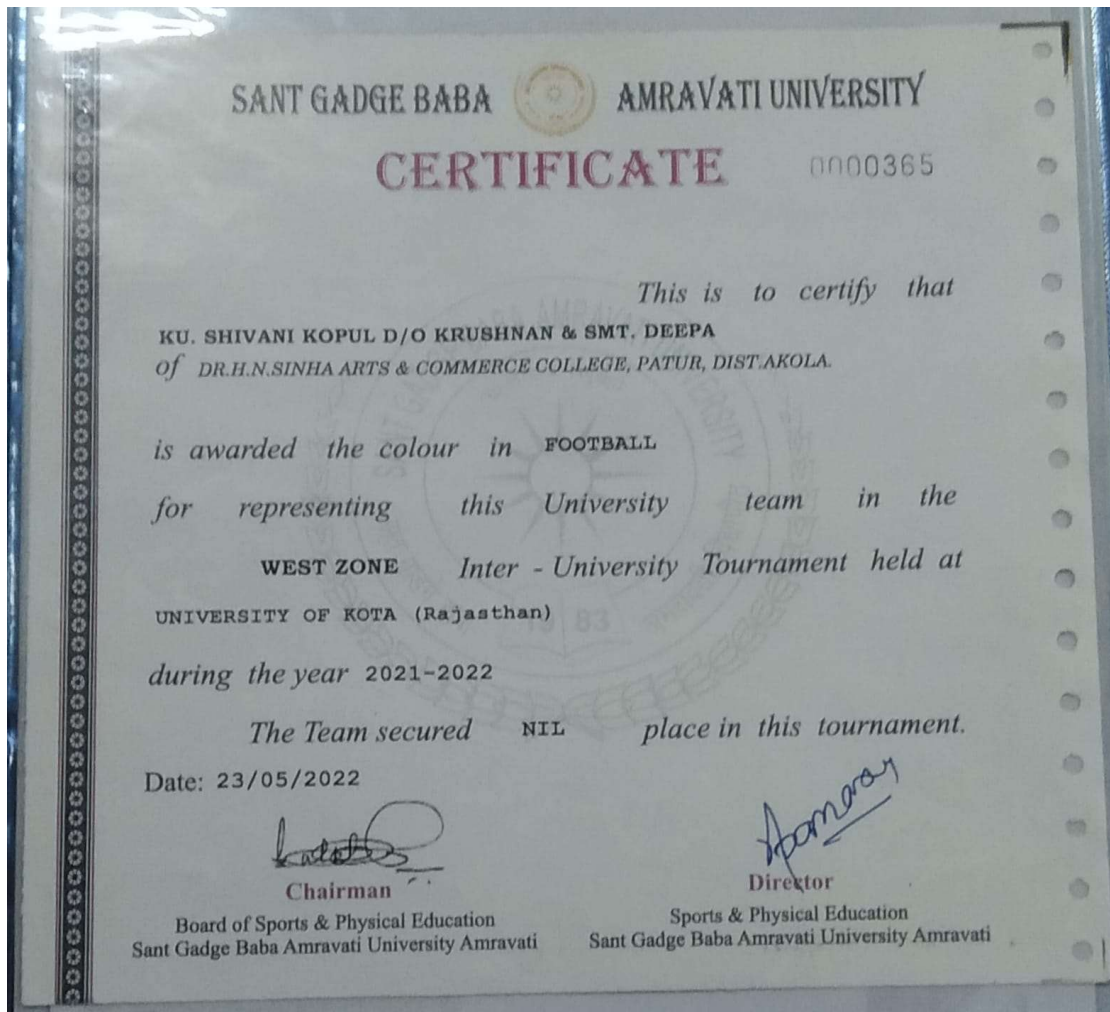 SANT GADGE BABA AMRAVATI UNIVERSITY
CERTIFICATE 0000365
This is to certify that
KU. SHIVANI KOPUL D/O KRUSHNAN & SMT. DEEPA
of DR.H.N.SINHA ARTS & COMMERCE COLLEGE, PATUR, DIST.AKOLA.
is awarded the colour in FOOTBALL
for representing this University team in the
WEST ZONE Inter - University Tournament held at
UNIVERSITY OF KOTA (Rajasthan)
during the year 2021-2022
The Team secured NIL place in this tournament.
Date: 23/05/2022
Chairman Director
Board of Sports & Physical Education Sports & Physical Education
Sant Gadge Baba Amravati University Amravati Sant Gadge Baba Amravati University Amravati